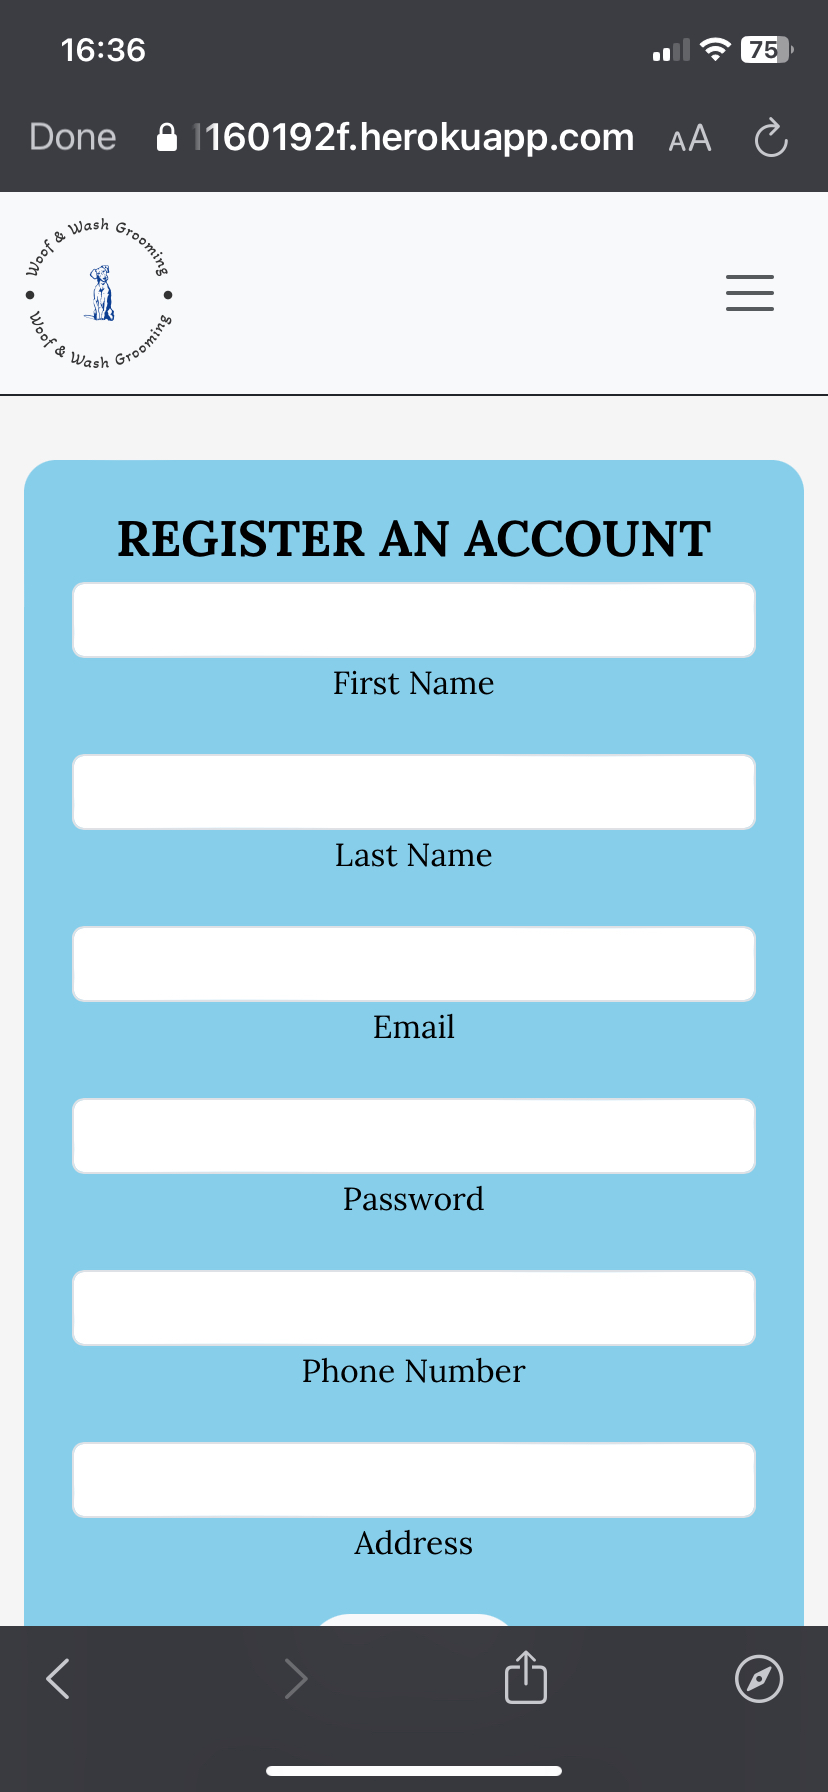 16:36
75
Done
160192f.herokuapp.com
AA
Woof & Wash Grooming
Woof & Wash Grooming
REGISTER AN ACCOUNT
First Name
Last Name
Email
Password
Phone Number
Address